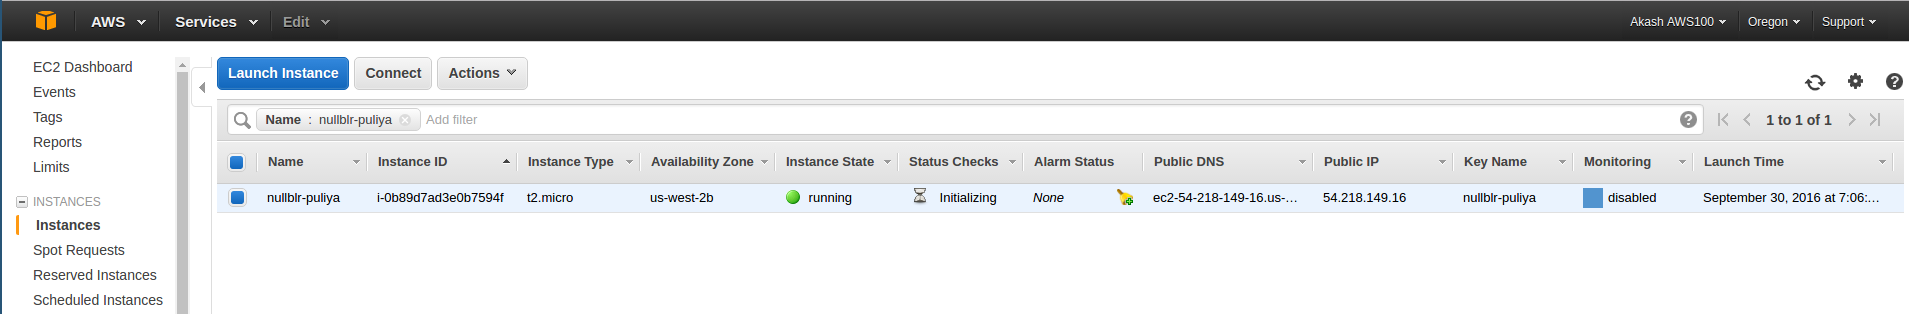 AWS Services Edit Akash AWS100 Oregon Support
EC2 Dashboard
Events
Tags
Reports
Limits
INSTANCES
Instances
Spot Requests
Reserved Instances
Scheduled Instances
Launch Instance Connect Actions
Name : nullblr-puliya Add filter 1 to 1 of 1
Name Instance ID Instance Type Availability Zone Instance State Status Checks Alarm Status Public DNS Public IP Key Name Monitoring Launch Time
nullblr-puliya i-0b89d7ad3e0b7594f t2.micro us-west-2b running Initializing None ec2-54-218-149-16.us-... 54.218.149.16 nullblr-puliya disabled September 30, 2016 at 7:06:...